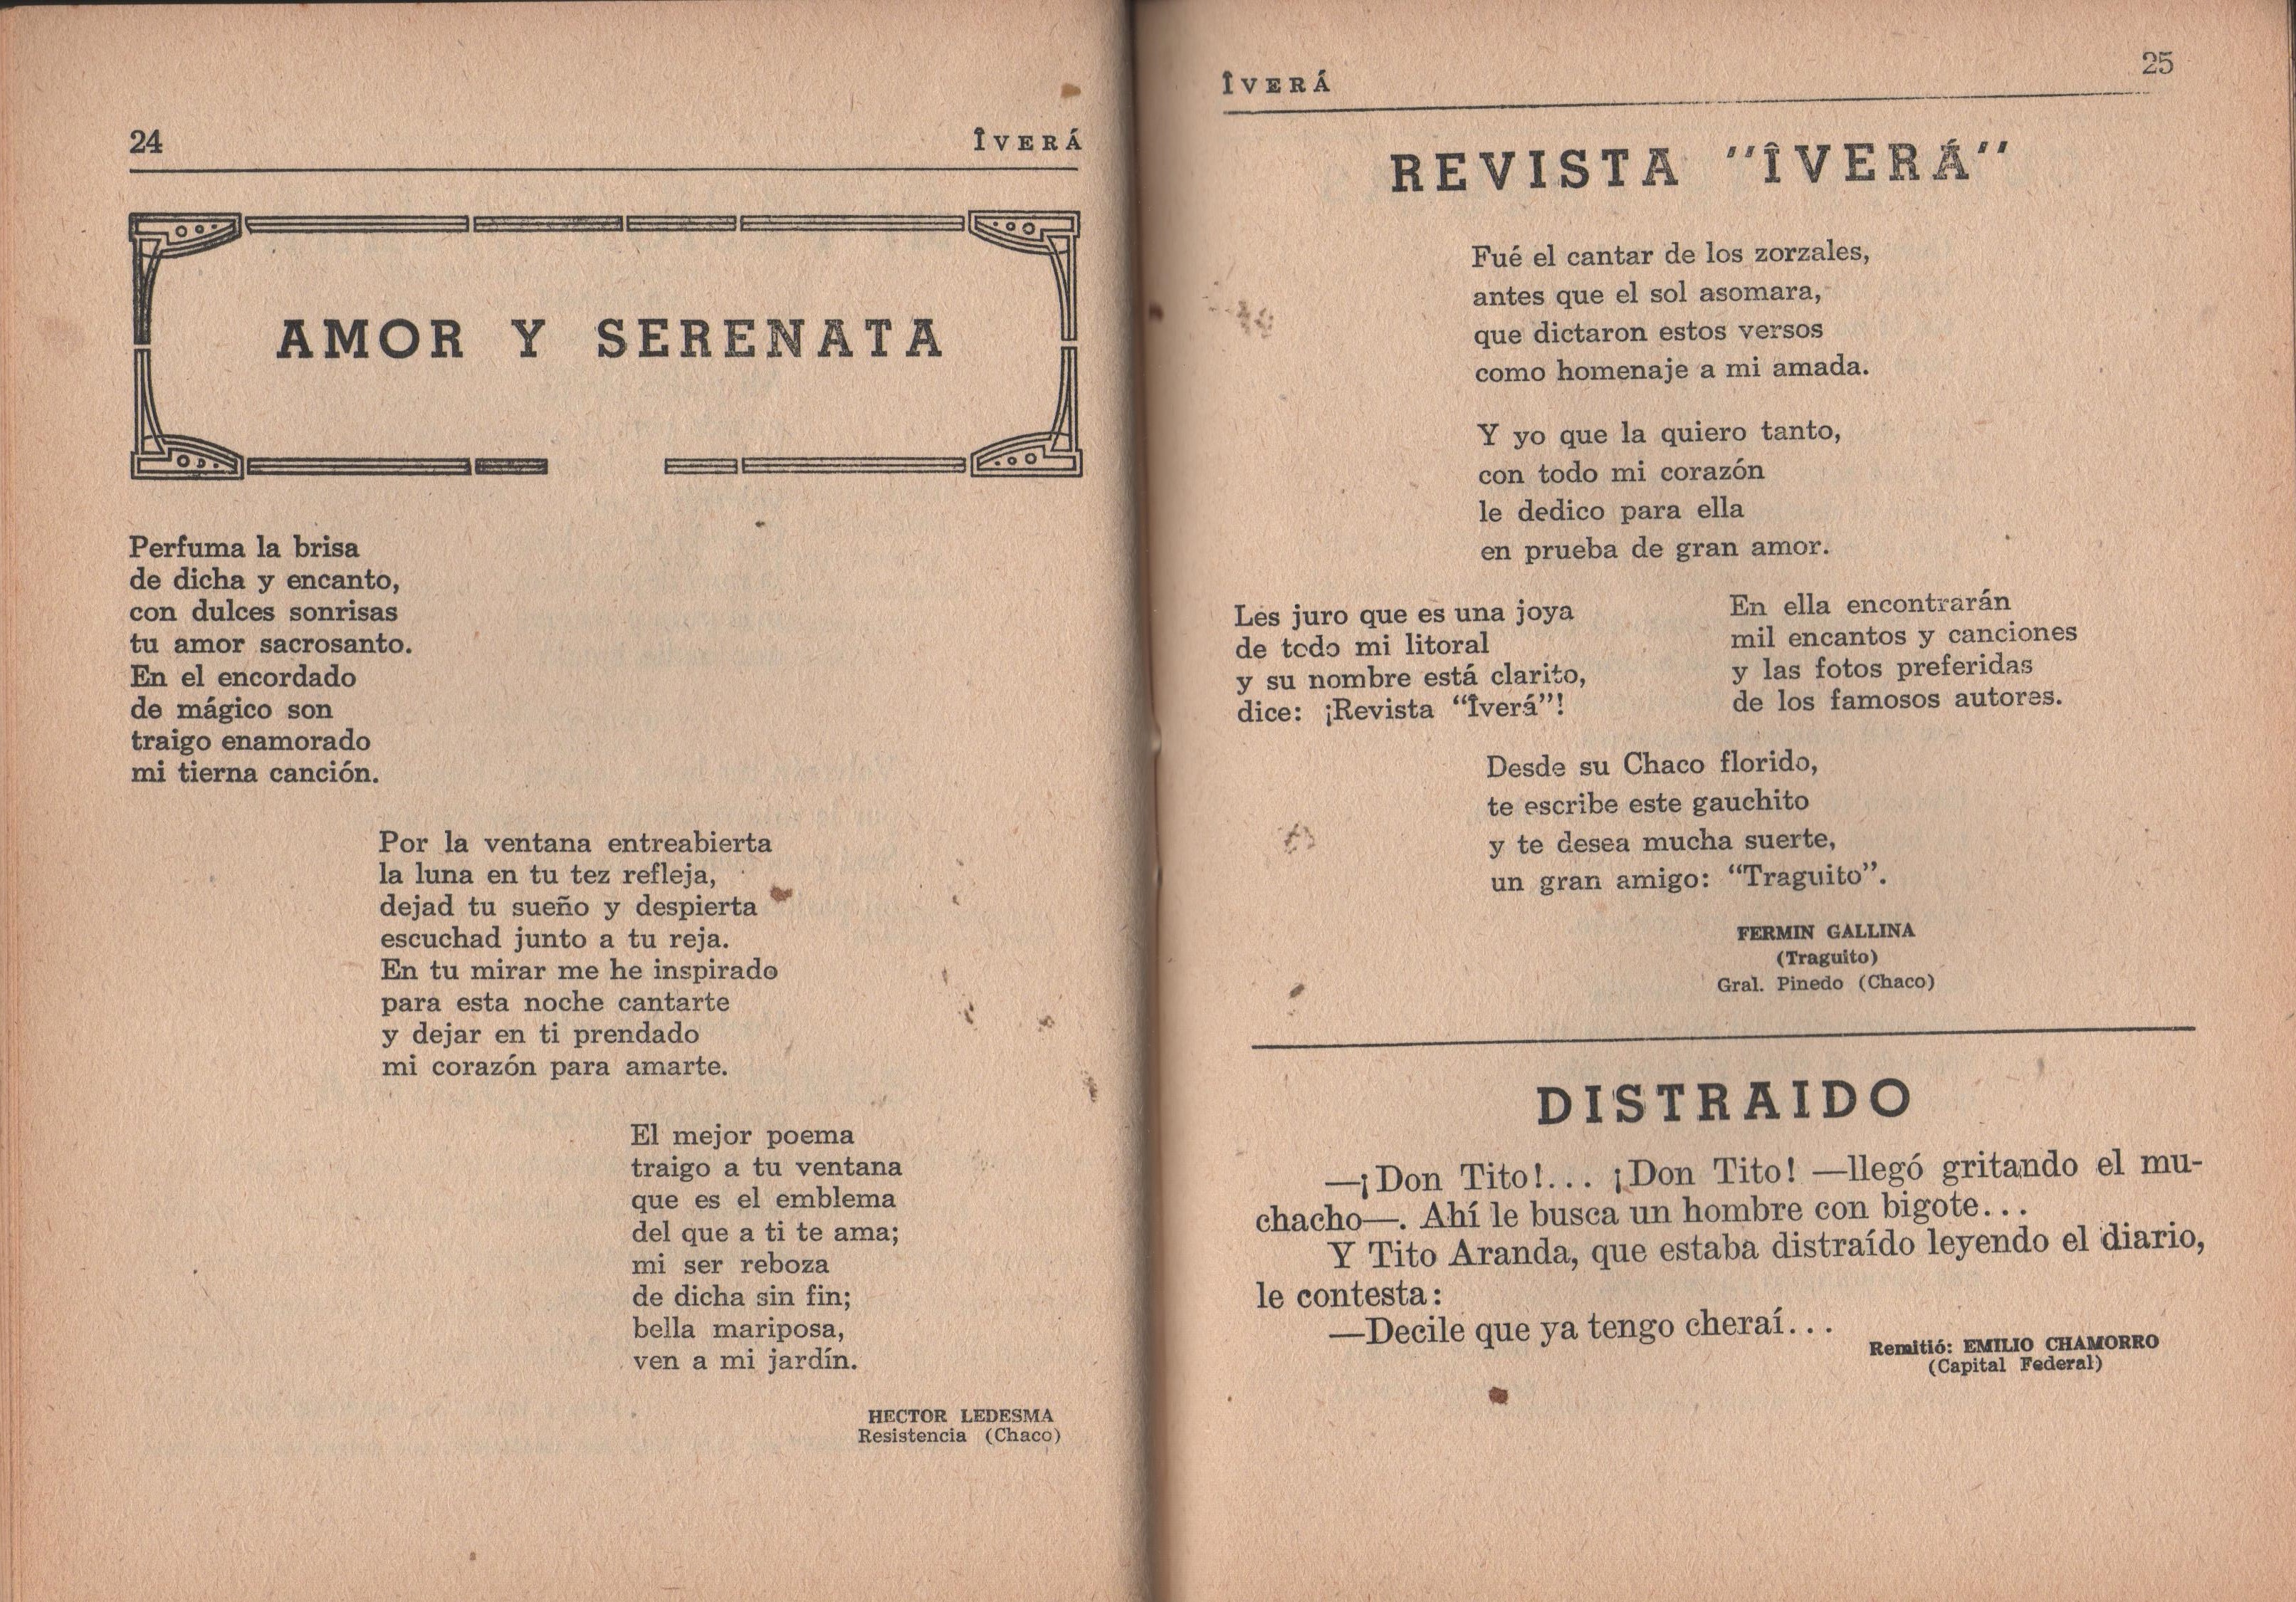 24
ÎVERÁ
AMOR Y SERENATA
Perfuma la brisa
de dicha y encanto,
con dulces sonrisas
tu amor sacrosanto.
En el encordado
de mágico son
traigo enamorado
mi tierna canción.
Por la ventana entreabierta
la luna en tu tez refleja,
dejad tu sueño y despierta
escuchad junto a tu reja.
En tu mirar me he inspirado
para esta noche cantarte
y dejar en ti prendado
mi corazón para amarte.
El mejor poema
traigo a tu ventana
que es el emblema
del que a ti te ama;
mi ser reboza
de dicha sin fin;
bella mariposa,
ven a mi jardín.
HECTOR LEDESMA
Resistencia (Chaco)
ÎVERÁ
25
REVISTA "ÎVERÁ"
Fué el cantar de los zorzales,
antes que el sol asomara,
que dictaron estos versos
como homenaje a mi amada.
Y yo que la quiero tanto,
con todo mi corazón
le dedico para ella
en prueba de gran amor.
Les juro que es una joya
de todo mi litoral
y su nombre está clarito,
dice: ¡Revista "Îverá"!
En ella encontrarán
mil encantos y canciones
y las fotos preferidas
de los famosos autores.
Desde su Chaco florido,
te escribe este gauchito
y te desea mucha suerte,
un gran amigo: "Traguito".
FERMIN GALLINA
(Traguito)
Gral. Pinedo (Chaco)
DISTRAIDO
—¡Don Tito!... ¡Don Tito! —llegó gritando el mu-
chacho—. Ahí le busca un hombre con bigote...
Y Tito Aranda, que estaba distraído leyendo el diario,
le contesta:
—Decile que ya tengo cheraí...
Remitió: EMILIO CHAMORRO
(Capital Federal)